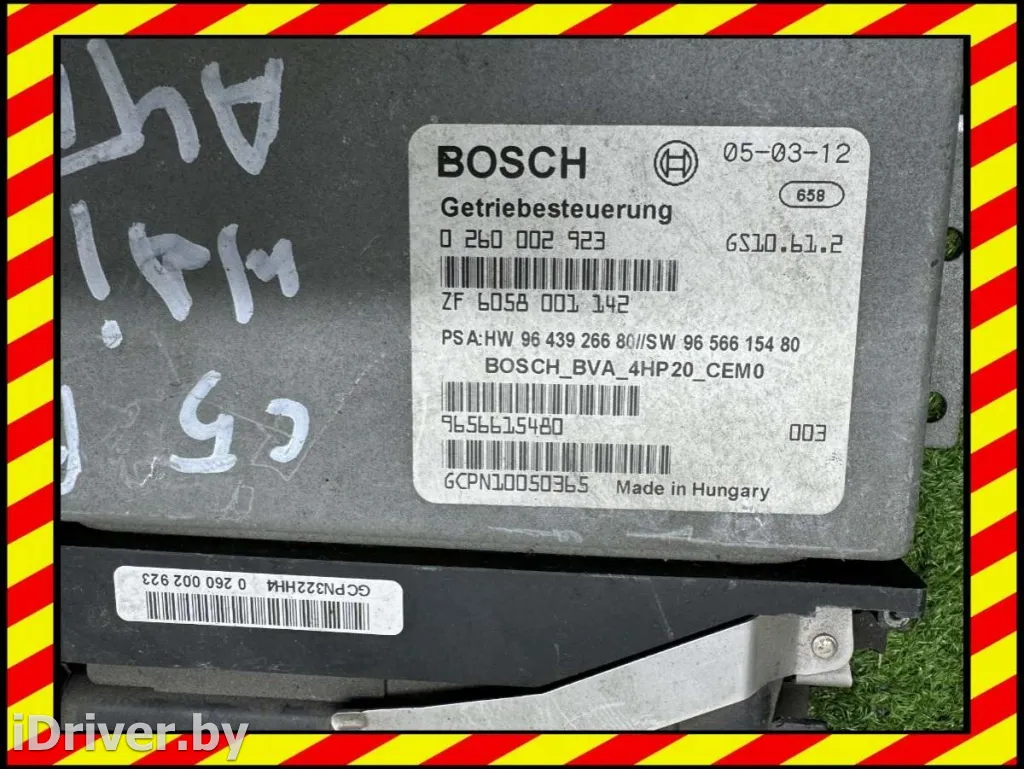 BOSCH
05-03-12
658
Getriebesteuerung
0 260 002 923
GS10.61.2
ZF 6058 001 142
PSA:HW 96 439 266 80//SW 96 566 154 80
BOSCH_BVA_4HP20_CEM0
9656615480
003
GCPN10050365
Made in Hungary
GCPN322HH4 0 260 002 923
C5
iDriver.by